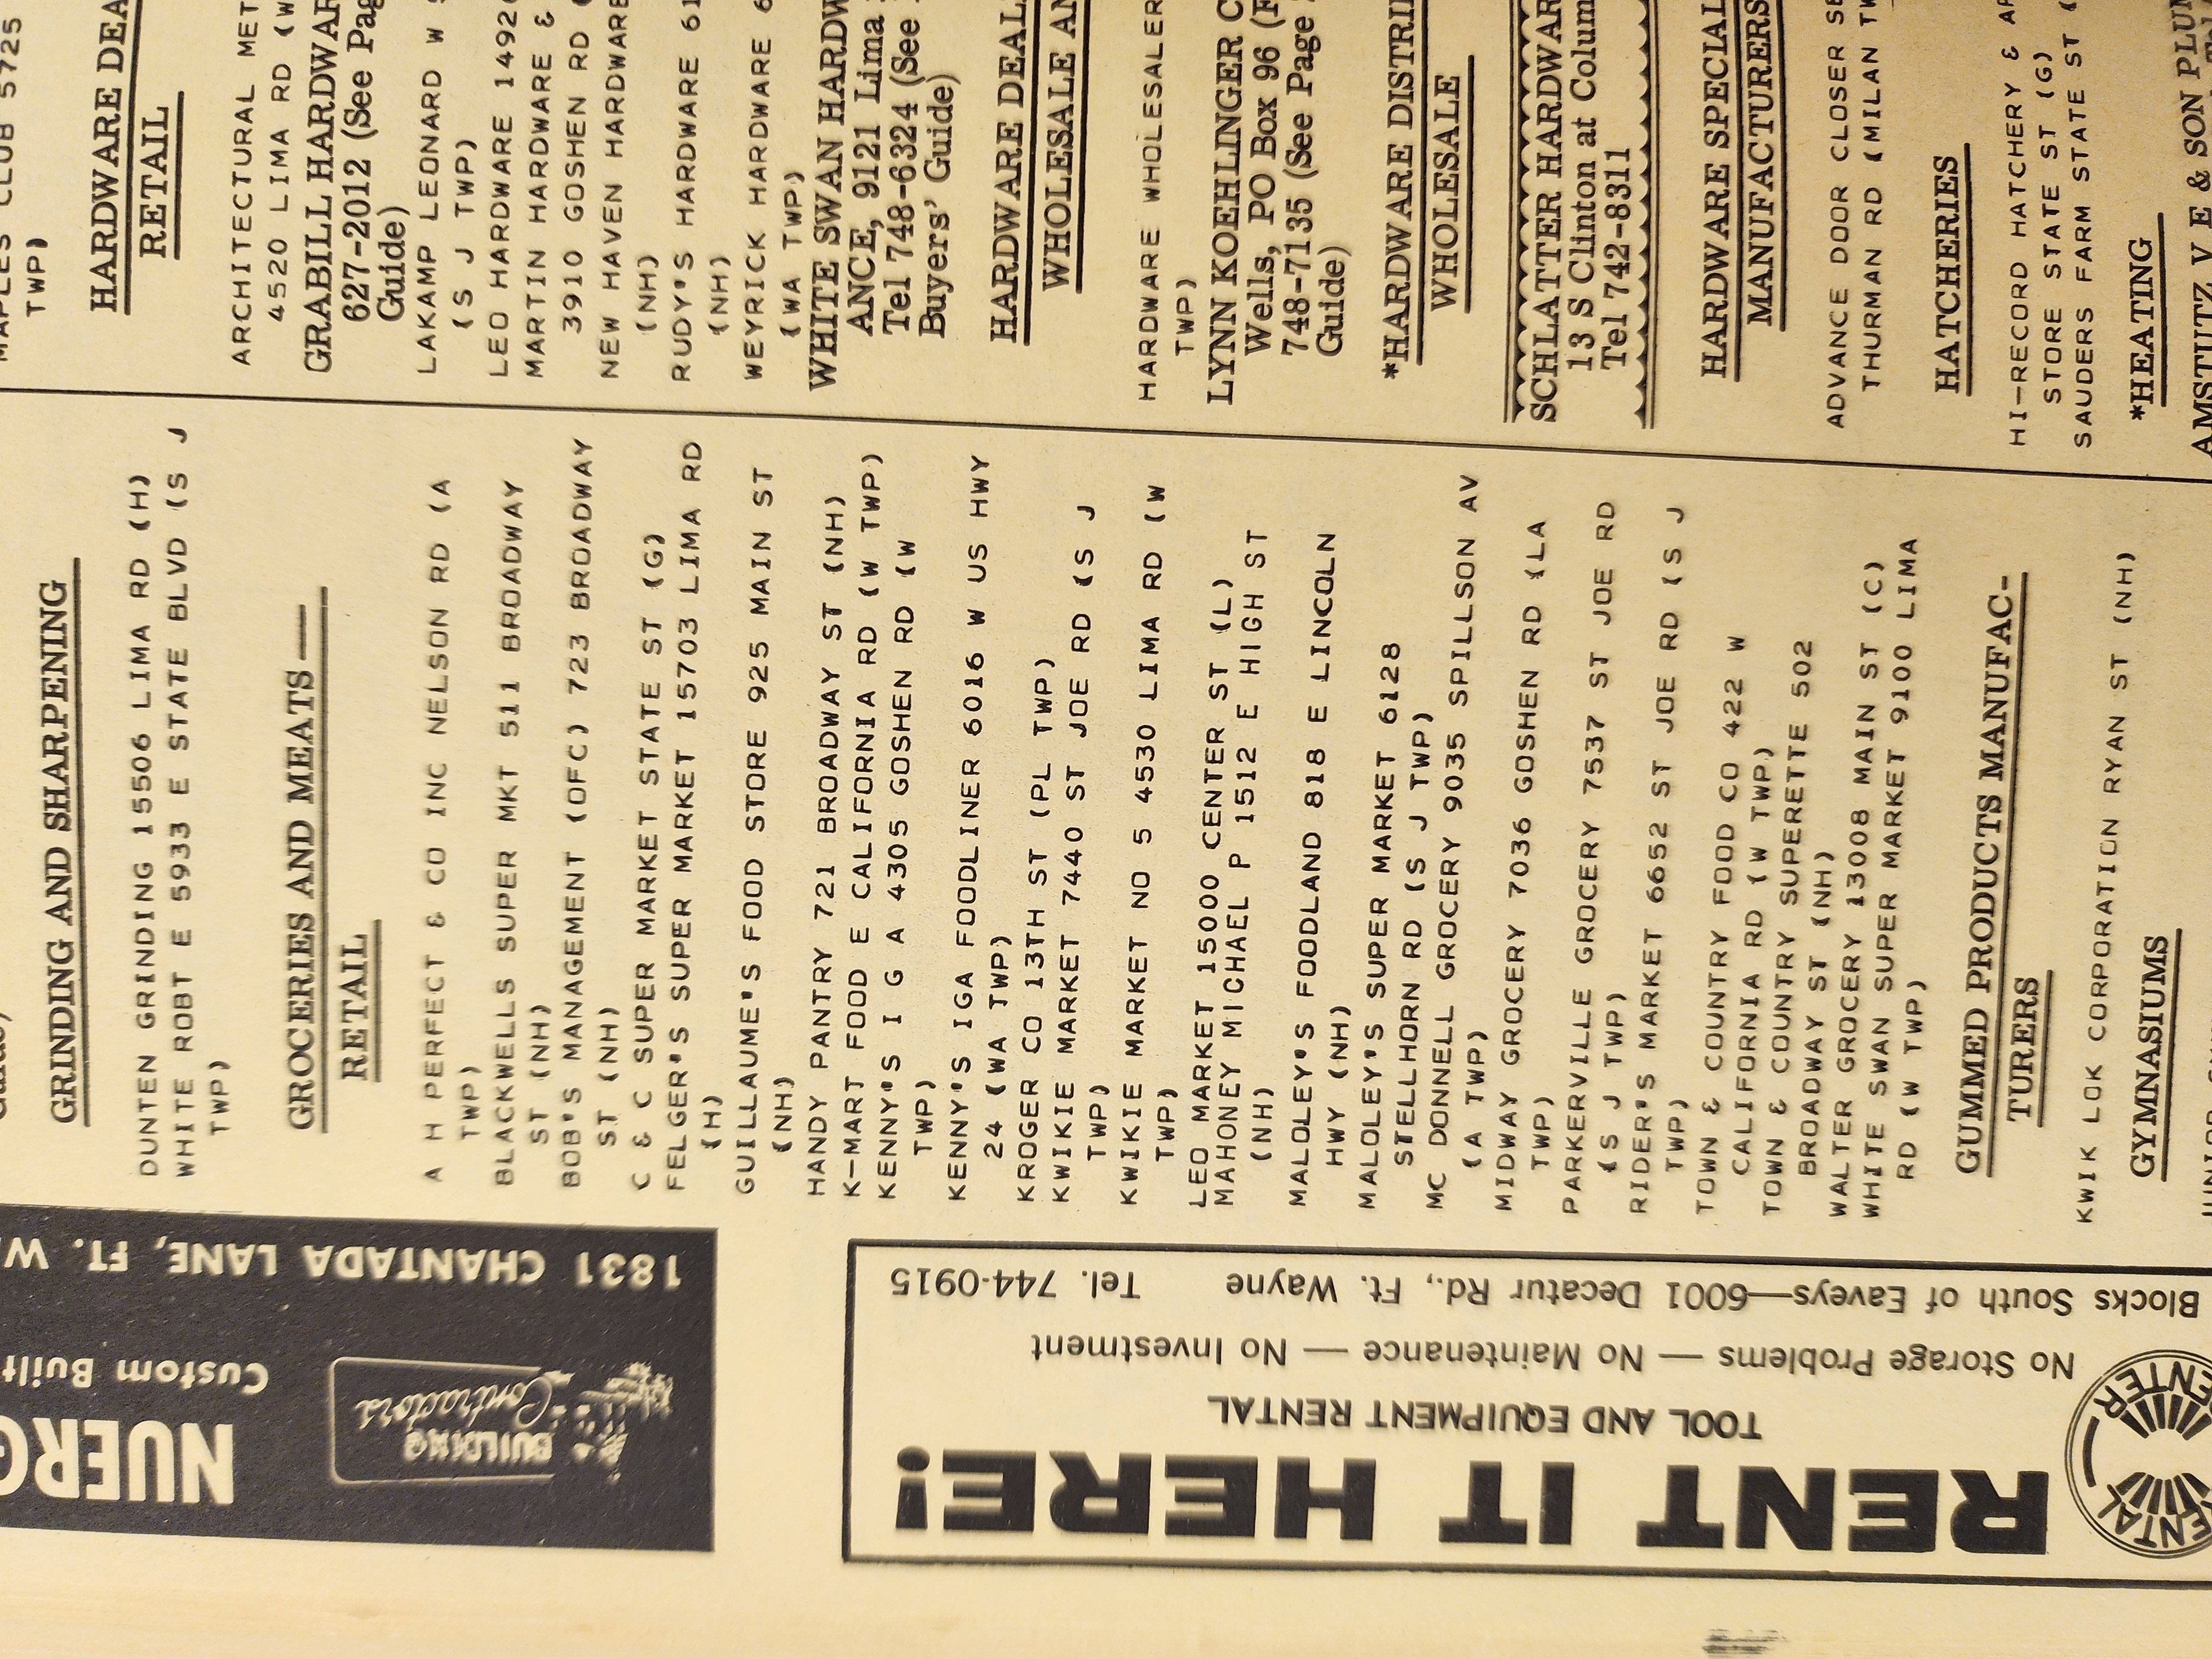 NUERG
Custom Built
BUILDING
Contractors
1831 CHANTADA LANE, FT. W
RENT IT HERE!
TOOL AND EQUIPMENT RENTAL
No Storage Problems — No Maintenance — No Investment
Blocks South of Eaveys—6001 Decatur Rd., Ft. Wayne Tel. 744-0915
RENTAL
CENTER
GRINDING AND SHARPENING
DUNTEN GRINDING 15506 LIMA RD (H)
WHITE ROBT E 5933 E STATE BLVD (S J
TWP)
GROCERIES AND MEATS—
RETAIL
A H PERFECT & CO INC NELSON RD (A
TWP)
BLACKWELLS SUPER MKT 511 BROADWAY
ST (NH)
BOB'S MANAGEMENT (OFC) 723 BROADWAY
ST (NH)
C & C SUPER MARKET STATE ST (G)
FELGER'S SUPER MARKET 15703 LIMA RD
(H)
GUILLAUME'S FOOD STORE 925 MAIN ST
(NH)
HANDY PANTRY 721 BROADWAY ST (NH)
K-MART FOOD E CALIFORNIA RD (W TWP)
KENNY'S I G A 4305 GOSHEN RD (W
TWP)
KENNY'S IGA FOODLINER 6016 W US HWY
24 (WA TWP)
KROGER CO 13TH ST (PL TWP)
KWIKIE MARKET 7440 ST JOE RD (S J
TWP)
KWIKIE MARKET NO 5 4530 LIMA RD (W
TWP)
LEO MARKET 15000 CENTER ST (L)
MAHONEY MICHAEL P 1512 E HIGH ST
(NH)
MALOLEY'S FOODLAND 818 E LINCOLN
HWY (NH)
MALOLEY'S SUPER MARKET 6128
STELLHORN RD (S J TWP)
MC DONNELL GROCERY 9035 SPILLSON AV
(A TWP)
MIDWAY GROCERY 7036 GOSHEN RD (LA
TWP)
PARKERVILLE GROCERY 7537 ST JOE RD
(S J TWP)
RIDER'S MARKET 6652 ST JOE RD (S J
TWP)
TOWN & COUNTRY FOOD CO 422 W
CALIFORNIA RD (W TWP)
TOWN & COUNTRY SUPERETTE 502
BROADWAY ST (NH)
WALTER GROCERY 13008 MAIN ST (C)
WHITE SWAN SUPER MARKET 9100 LIMA
RD (W TWP)
GUMMED PRODUCTS MANUFAC-
TURERS
KWIK LOK CORPORATION RYAN ST (NH)
GYMNASIUMS
MAPLES CLUB 5725
TWP)
HARDWARE DEA
RETAIL
ARCHITECTURAL MET
4520 LIMA RD (W
GRABILL HARDWAR
627-2012 (See Pag
Guide)
LAKAMP LEONARD W
(S J TWP)
LEO HARDWARE 1492
MARTIN HARDWARE &
3910 GOSHEN RD (
NEW HAVEN HARDWARE
(NH)
RUDY'S HARDWARE 61
(NH)
WEYRICK HARDWARE 6
(WA TWP)
WHITE SWAN HARDW
ANCE, 9121 Lima
Tel 748-6324 (See
Buyers' Guide)
HARDWARE DEAL
WHOLESALE AN
HARDWARE WHOLESALER
TWP)
LYNN KOEHLINGER C
Wells, PO Box 96 (F
748-7135 (See Page
Guide)
*HARDWARE DISTRI
WHOLESALE
SCHLATTER HARDWAR
13 S Clinton at Colum
Tel 742-8311
HARDWARE SPECIAL
MANUFACTURERS
ADVANCE DOOR CLOSER SE
THURMAN RD (MILAN TW
HATCHERIES
HI-RECORD HATCHERY & AP
STORE STATE ST (G)
SAUDERS FARM STATE ST (
*HEATING
AMSTUTZ V E & SON PLUM